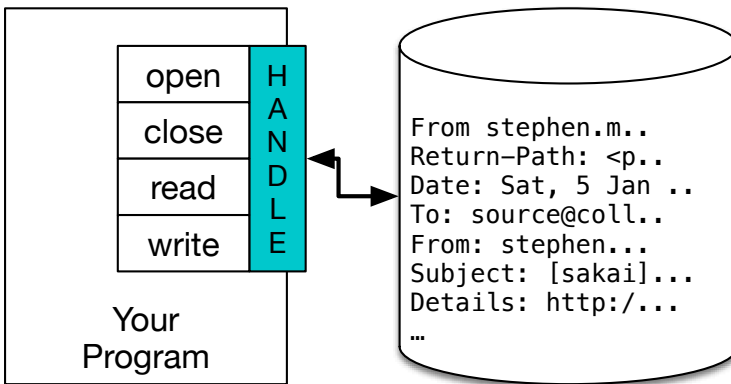 open
close
read
write
HANDLE
Your
Program
From stephen.m..
Return-Path: <p..
Date: Sat, 5 Jan ..
To: source@coll..
From: stephen...
Subject: [sakai]...
Details: http:/...
…